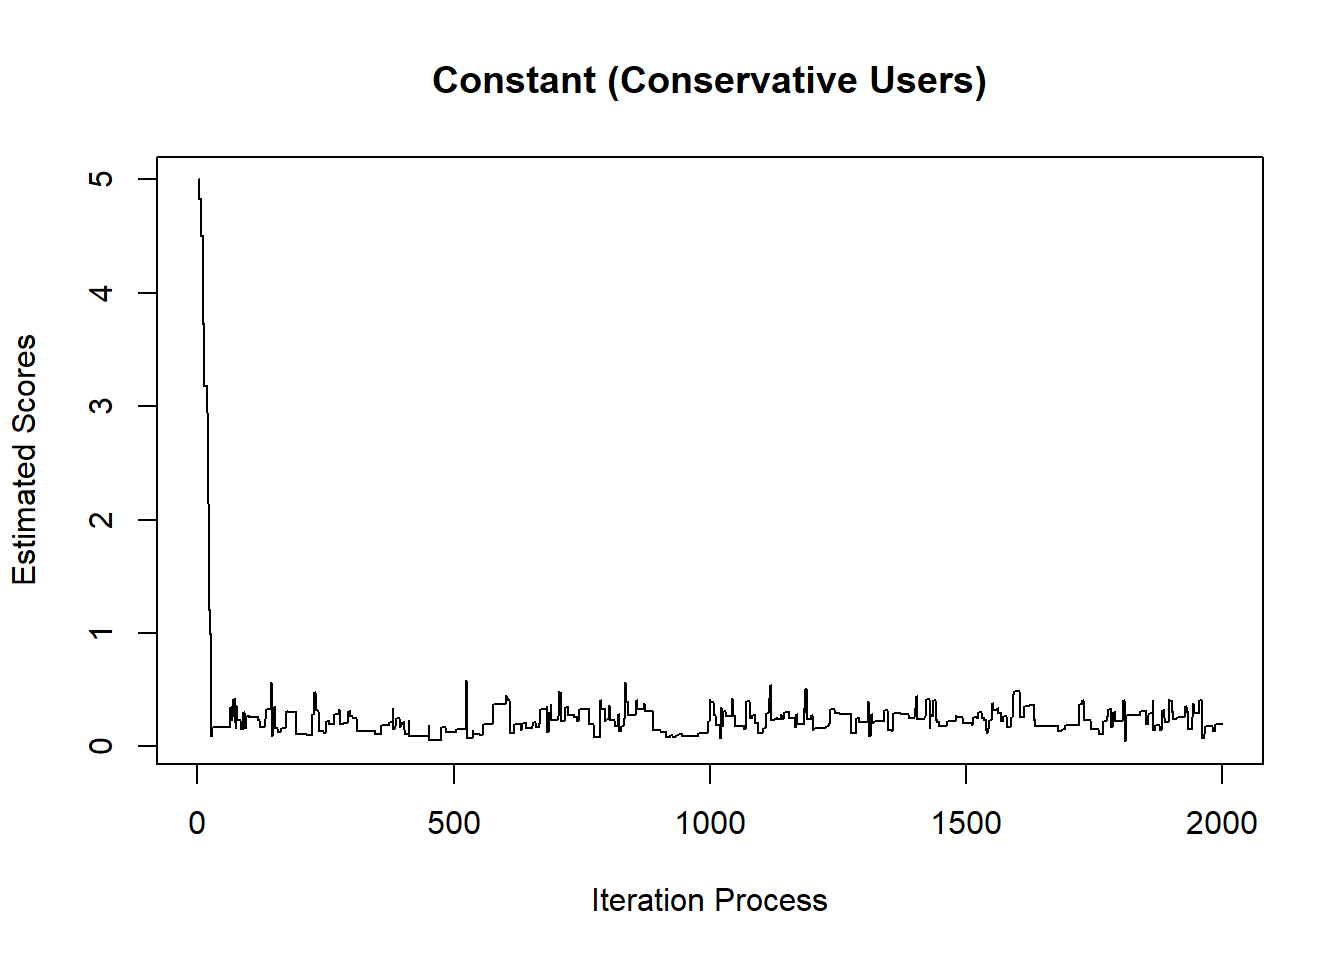 Constant (Conservative Users)
Estimated Scores
5
4
3
2
1
0
0 500 1000 1500 2000
Iteration Process